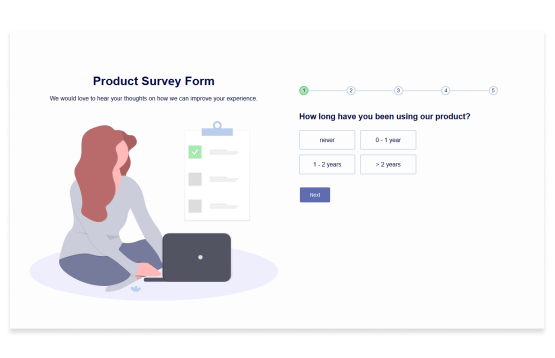 Product Survey Form
We would love to hear your thoughts on how we can improve your experience.
1 2 3 4 5
How long have you been using our product?
never 0 - 1 year
1 - 2 years > 2 years
Next